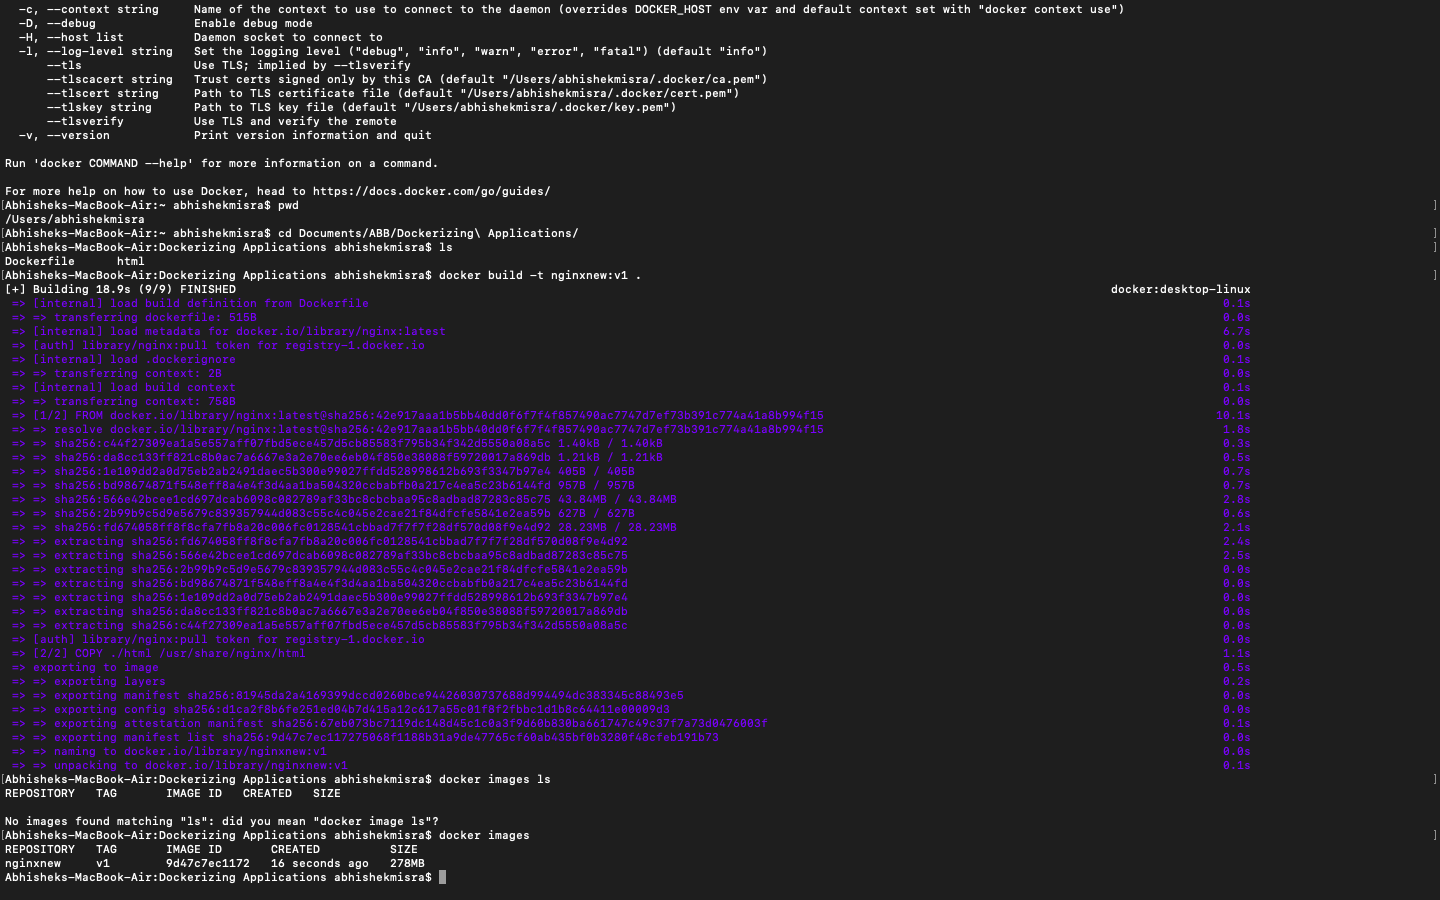 -c, --context string     Name of the context to use to connect to the daemon (overrides DOCKER_HOST env var and default context set with "docker context use")
-D, --debug              Enable debug mode
-H, --host list          Daemon socket to connect to
-l, --log-level string   Set the logging level ("debug", "info", "warn", "error", "fatal") (default "info")
--tls                Use TLS; implied by --tlsverify
--tlscacert string   Trust certs signed only by this CA (default "/Users/abhishekmisra/.docker/ca.pem")
--tlscert string     Path to TLS certificate file (default "/Users/abhishekmisra/.docker/cert.pem")
--tlskey string      Path to TLS key file (default "/Users/abhishekmisra/.docker/key.pem")
--tlsverify          Use TLS and verify the remote
-v, --version            Print version information and quit
Run 'docker COMMAND --help' for more information on a command.
For more help on how to use Docker, head to https://docs.docker.com/go/guides/
[Abhisheks-MacBook-Air:~ abhishekmisra$ pwd ]
/Users/abhishekmisra
[Abhisheks-MacBook-Air:~ abhishekmisra$ cd Documents/ABB/Dockerizing\ Applications/ ]
[Abhisheks-MacBook-Air:Dockerizing Applications abhishekmisra$ ls ]
Dockerfile      html
[Abhisheks-MacBook-Air:Dockerizing Applications abhishekmisra$ docker build -t nginxnew:v1 . ]
[+] Building 18.9s (9/9) FINISHED docker:desktop-linux
=> [internal] load build definition from Dockerfile 0.1s
=> => transferring dockerfile: 515B 0.0s
=> [internal] load metadata for docker.io/library/nginx:latest 6.7s
=> [auth] library/nginx:pull token for registry-1.docker.io 0.0s
=> [internal] load .dockerignore 0.1s
=> => transferring context: 2B 0.0s
=> [internal] load build context 0.1s
=> => transferring context: 758B 0.0s
=> [1/2] FROM docker.io/library/nginx:latest@sha256:42e917aaa1b5bb40dd0f6f7f4f857490ac7747d7ef73b391c774a41a8b994f15 10.1s
=> => resolve docker.io/library/nginx:latest@sha256:42e917aaa1b5bb40dd0f6f7f4f857490ac7747d7ef73b391c774a41a8b994f15 1.8s
=> => sha256:c44f27309ea1a5e557aff07fbd5ece457d5cb85583f795b34f342d5550a08a5c 1.40kB / 1.40kB 0.3s
=> => sha256:da8cc133ff821c8b0ac7a6667e3a2e70ee6eb04f850e38088f59720017a869db 1.21kB / 1.21kB 0.5s
=> => sha256:1e109dd2a0d75eb2ab2491daec5b300e99027ffdd528998612b693f3347b97e4 405B / 405B 0.7s
=> => sha256:bd98674871f548eff8a4e4f3d4aa1ba504320ccbabfb0a217c4ea5c23b6144fd 957B / 957B 0.7s
=> => sha256:566e42bcee1cd697dcab6098c082789af33bc8cbcbaa95c8adbad87283c85c75 43.84MB / 43.84MB 2.8s
=> => sha256:2b99b9c5d9e5679c839357944d083c55c4c045e2cae21f84dfcfe5841e2ea59b 627B / 627B 0.6s
=> => sha256:fd674058ff8f8cfa7fb8a20c006fc0128541cbbad7f7f7f28df570d08f9e4d92 28.23MB / 28.23MB 2.1s
=> => extracting sha256:fd674058ff8f8cfa7fb8a20c006fc0128541cbbad7f7f7f28df570d08f9e4d92 2.4s
=> => extracting sha256:566e42bcee1cd697dcab6098c082789af33bc8cbcbaa95c8adbad87283c85c75 2.5s
=> => extracting sha256:2b99b9c5d9e5679c839357944d083c55c4c045e2cae21f84dfcfe5841e2ea59b 0.0s
=> => extracting sha256:bd98674871f548eff8a4e4f3d4aa1ba504320ccbabfb0a217c4ea5c23b6144fd 0.0s
=> => extracting sha256:1e109dd2a0d75eb2ab2491daec5b300e99027ffdd528998612b693f3347b97e4 0.0s
=> => extracting sha256:da8cc133ff821c8b0ac7a6667e3a2e70ee6eb04f850e38088f59720017a869db 0.0s
=> => extracting sha256:c44f27309ea1a5e557aff07fbd5ece457d5cb85583f795b34f342d5550a08a5c 0.0s
=> [auth] library/nginx:pull token for registry-1.docker.io 0.0s
=> [2/2] COPY ./html /usr/share/nginx/html 1.1s
=> exporting to image 0.5s
=> => exporting layers 0.2s
=> => exporting manifest sha256:81945da2a4169399dccd0260bce94426030737688d994494dc383345c88493e5 0.0s
=> => exporting config sha256:d1ca2f8b6fe251ed04b7d415a12c617a55c01f8f2fbbc1d1b8c64411e00009d3 0.0s
=> => exporting attestation manifest sha256:67eb073bc7119dc148d45c1c0a3f9d60b830ba661747c49c37f7a73d0476003f 0.1s
=> => exporting manifest list sha256:9d47c7ec117275068f1188b31a9de47765cf60ab435bf0b3280f48cfeb191b73 0.0s
=> => naming to docker.io/library/nginxnew:v1 0.0s
=> => unpacking to docker.io/library/nginxnew:v1 0.1s
[Abhisheks-MacBook-Air:Dockerizing Applications abhishekmisra$ docker images ls ]
REPOSITORY   TAG       IMAGE ID   CREATED   SIZE
No images found matching "ls": did you mean "docker image ls"?
[Abhisheks-MacBook-Air:Dockerizing Applications abhishekmisra$ docker images ]
REPOSITORY   TAG       IMAGE ID       CREATED          SIZE
nginxnew     v1        9d47c7ec1172   16 seconds ago   278MB
Abhisheks-MacBook-Air:Dockerizing Applications abhishekmisra$